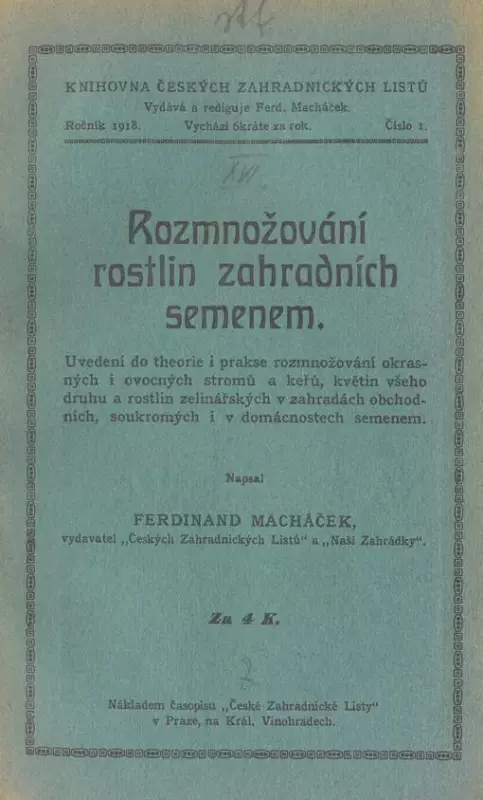 KNIHOVNA ČESKÝCH ZAHRADNICKÝCH LISTŮ
Vydává a rediguje Ferd. Macháček.
Ročník 1918. Vychází 6kráte za rok. Číslo 1.
XVI
Rozmnožování
rostlin zahradních
semenem.
Uvedení do theorie i prakse rozmnožování okras-
ných i ovocných stromů a keřů, květin všeho
druhu a rostlin zelinářských v zahradách obchod-
ních, soukromých i v domácnostech semenem.
Napsal
FERDINAND MACHÁČEK,
vydavatel „Českých Zahradnických Listů" a „Naší Zahrádky".
Za 4 K.
Nákladem časopisu „České Zahradnické Listy"
v Praze, na Král. Vinohradech.